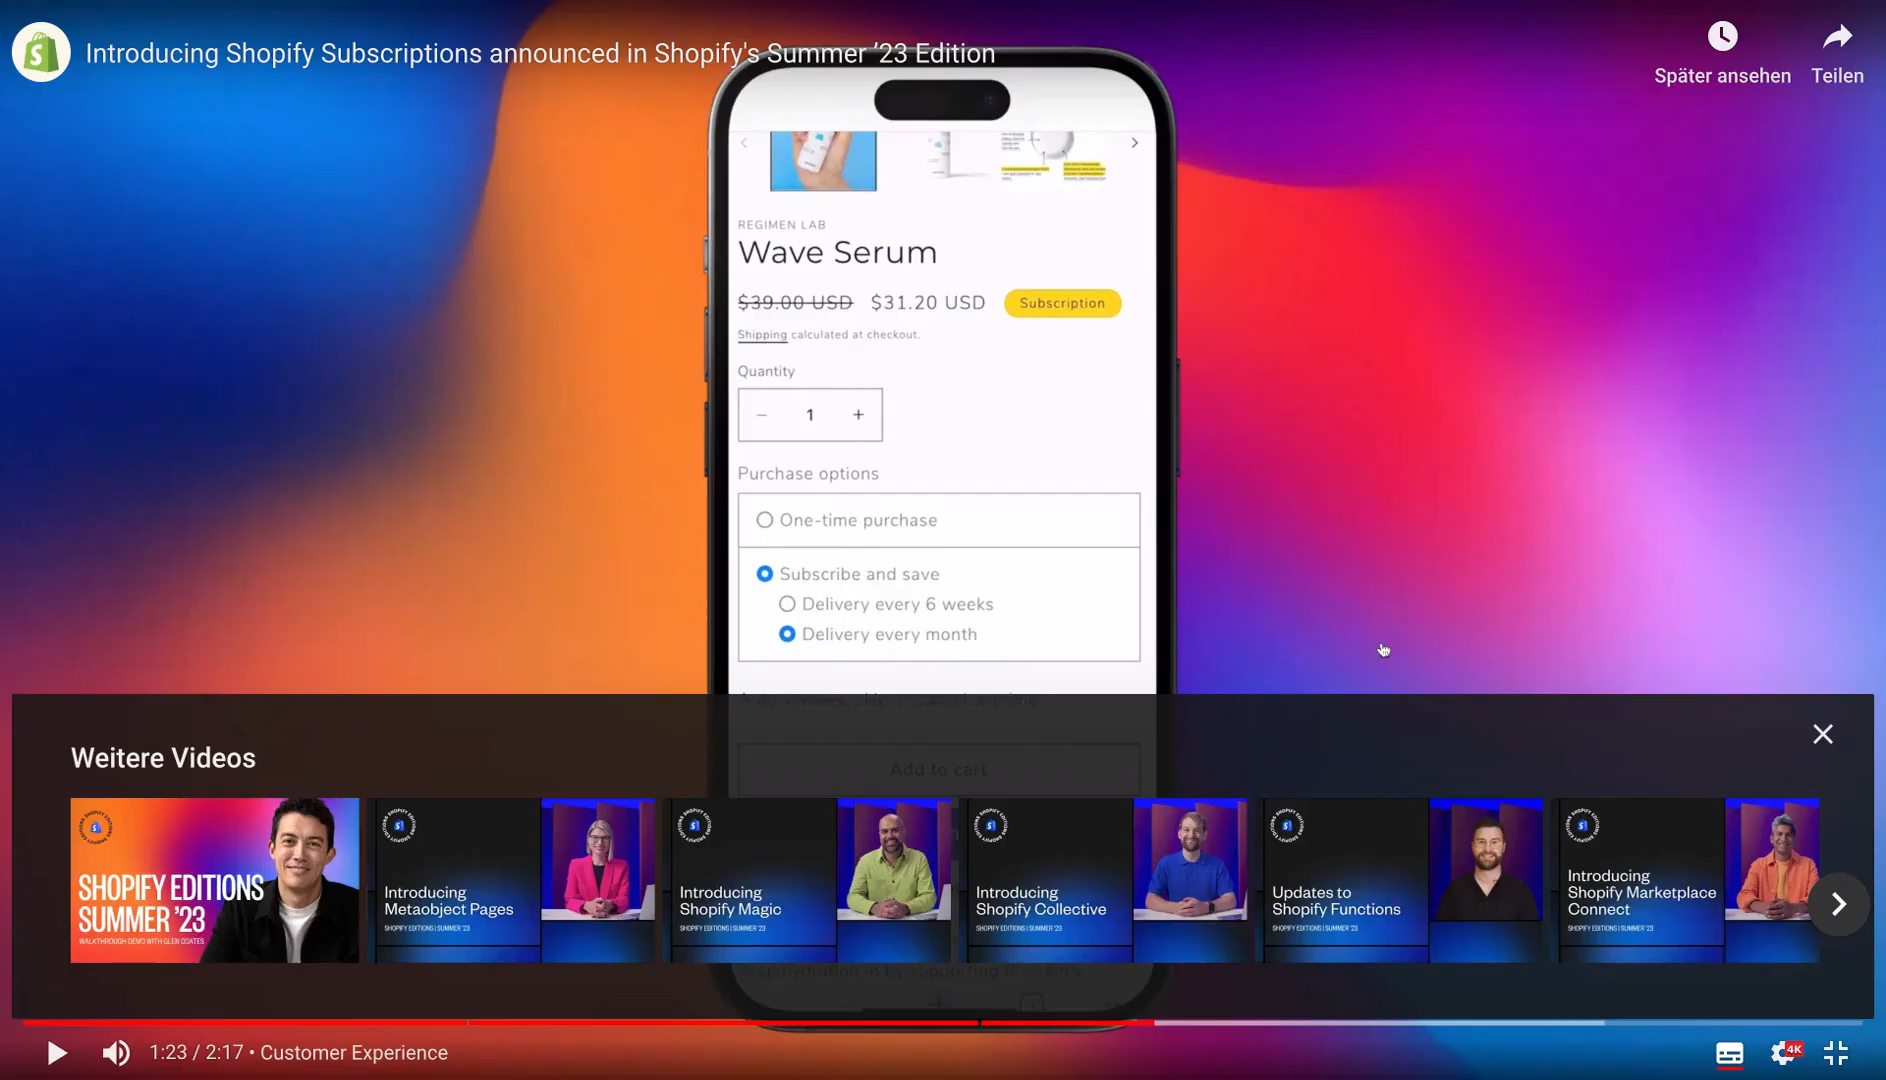 Introducing Shopify Subscriptions announced in Shopify's Summer ’23 Edition
Später ansehen
Teilen
REGIMEN LAB
Wave Serum
$39.00 USD $31.20 USD Subscription
Shipping calculated at checkout.
Quantity
− 1 +
Purchase options
One-time purchase
Subscribe and save
Delivery every 6 weeks
Delivery every month
Add to cart
Weitere Videos
SHOPIFY EDITIONS
SUMMER ’23
WALKTHROUGH DEMO WITH GLEN COATES
Introducing
Metaobject Pages
SHOPIFY EDITIONS | SUMMER ’23
Introducing
Shopify Magic
SHOPIFY EDITIONS | SUMMER ’23
Introducing
Shopify Collective
SHOPIFY EDITIONS | SUMMER ’23
Updates to
Shopify Functions
SHOPIFY EDITIONS | SUMMER ’23
Introducing
Shopify Marketplace
Connect
SHOPIFY EDITIONS | SUMMER ’23
1:23 / 2:17 • Customer Experience
4K